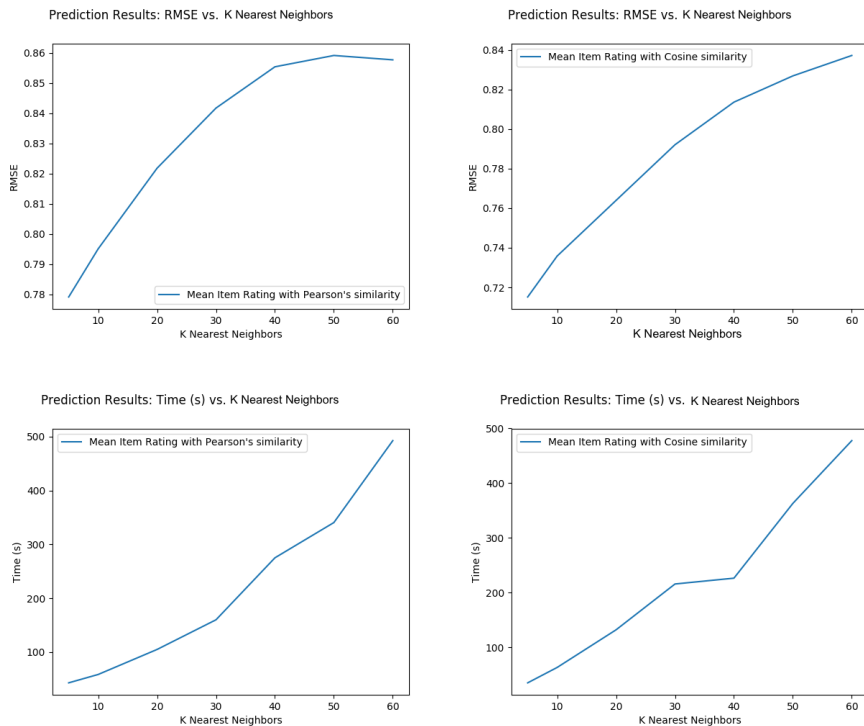 Prediction Results: RMSE vs. K Nearest Neighbors
0.86
0.85
0.84
0.83
0.82
0.81
0.80
0.79
0.78
RMSE
Mean Item Rating with Pearson's similarity
10 20 30 40 50 60
K Nearest Neighbors
Prediction Results: RMSE vs. K Nearest Neighbors
Mean Item Rating with Cosine similarity
0.84
0.82
0.80
0.78
0.76
0.74
0.72
RMSE
10 20 30 40 50 60
K Nearest Neighbors
Prediction Results: Time (s) vs. K Nearest Neighbors
Mean Item Rating with Pearson's similarity
500
400
300
200
100
Time (s)
10 20 30 40 50 60
K Nearest Neighbors
Prediction Results: Time (s) vs. K Nearest Neighbors
Mean Item Rating with Cosine similarity
500
400
300
200
100
Time (s)
10 20 30 40 50 60
K Nearest Neighbors